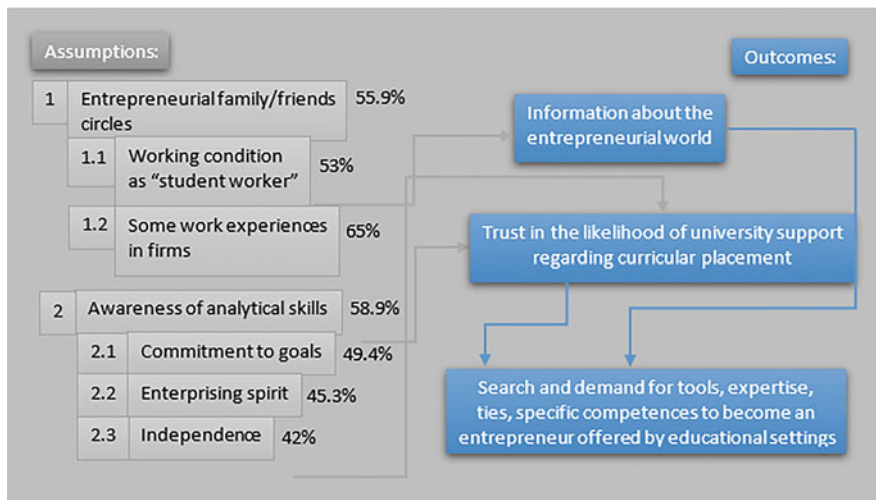 Assumptions:
1 Entrepreneurial family/friends 55.9%
circles
1.1 Working condition
as “student worker” 53%
1.2 Some work experiences
in firms 65%
2 Awareness of analytical skills 58.9%
2.1 Commitment to goals 49.4%
2.2 Enterprising spirit 45.3%
2.3 Independence 42%
Outcomes:
Information about the
entrepreneurial world
Trust in the likelihood of university support
regarding curricular placement
Search and demand for tools, expertise,
ties, specific competences to become an
entrepreneur offered by educational settings